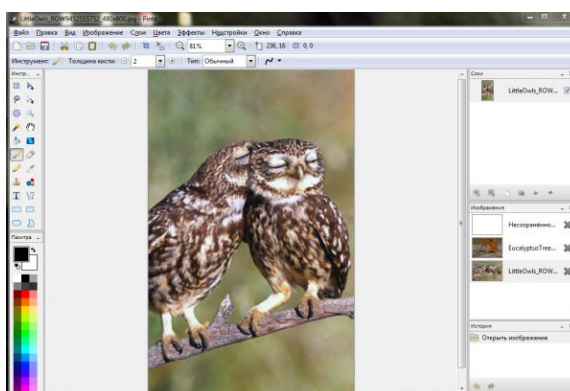 LittleOwls_ROW9452555752_480x800.jpg - Pinta
Файл Правка Вид Изображение Слои Цвета Эффекты Надстройки Окно Справка
81% 236, 16 0, 0
Инструмент: Толщина кисти: 2 Тип: Обычный
Инстр...
Палитра
Слои
LittleOwls_ROW...
Изображения
Несохранённо...
EucalyptusTree...
LittleOwls_ROW...
История
Открыть изображение